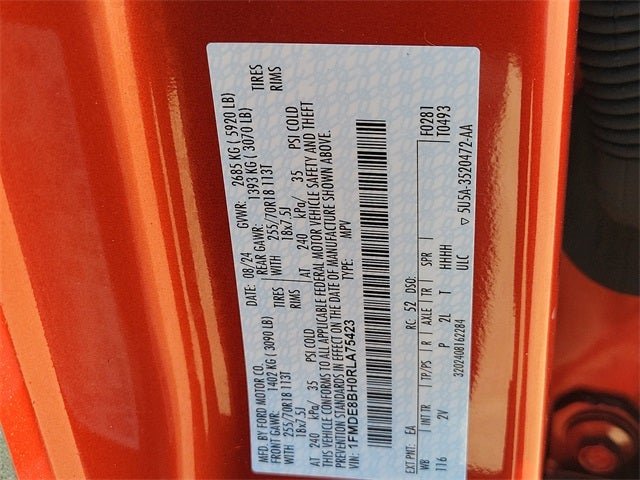 MFD. BY FORD MOTOR CO.
DATE: 08/24 GVWR: 2685 KG ( 5920 LB)
FRONT GAWR: 1402 KG ( 3090 LB) REAR GAWR: 1393 KG ( 3070 LB)
WITH 255/70R18 113T TIRES WITH 255/70R18 113T TIRES
18x7.5J RIMS 18x7.5J RIMS
AT 240 kPa/ 35 PSI COLD AT 240 kPa/ 35 PSI COLD
THIS VEHICLE CONFORMS TO ALL APPLICABLE FEDERAL MOTOR VEHICLE SAFETY AND THEFT
PREVENTION STANDARDS IN EFFECT ON THE DATE OF MANUFACTURE SHOWN ABOVE.
VIN: 1FMDE8BH0RLA75423 TYPE: MPV
F0281
T0493
EXT PNT: EA RC: 52 DSO:
WB INT TR TP/PS R AXLE TR SPR
116 2V P 2L T HHHH
3202408162284 ULC
▽ 5U5A-3520472-AA